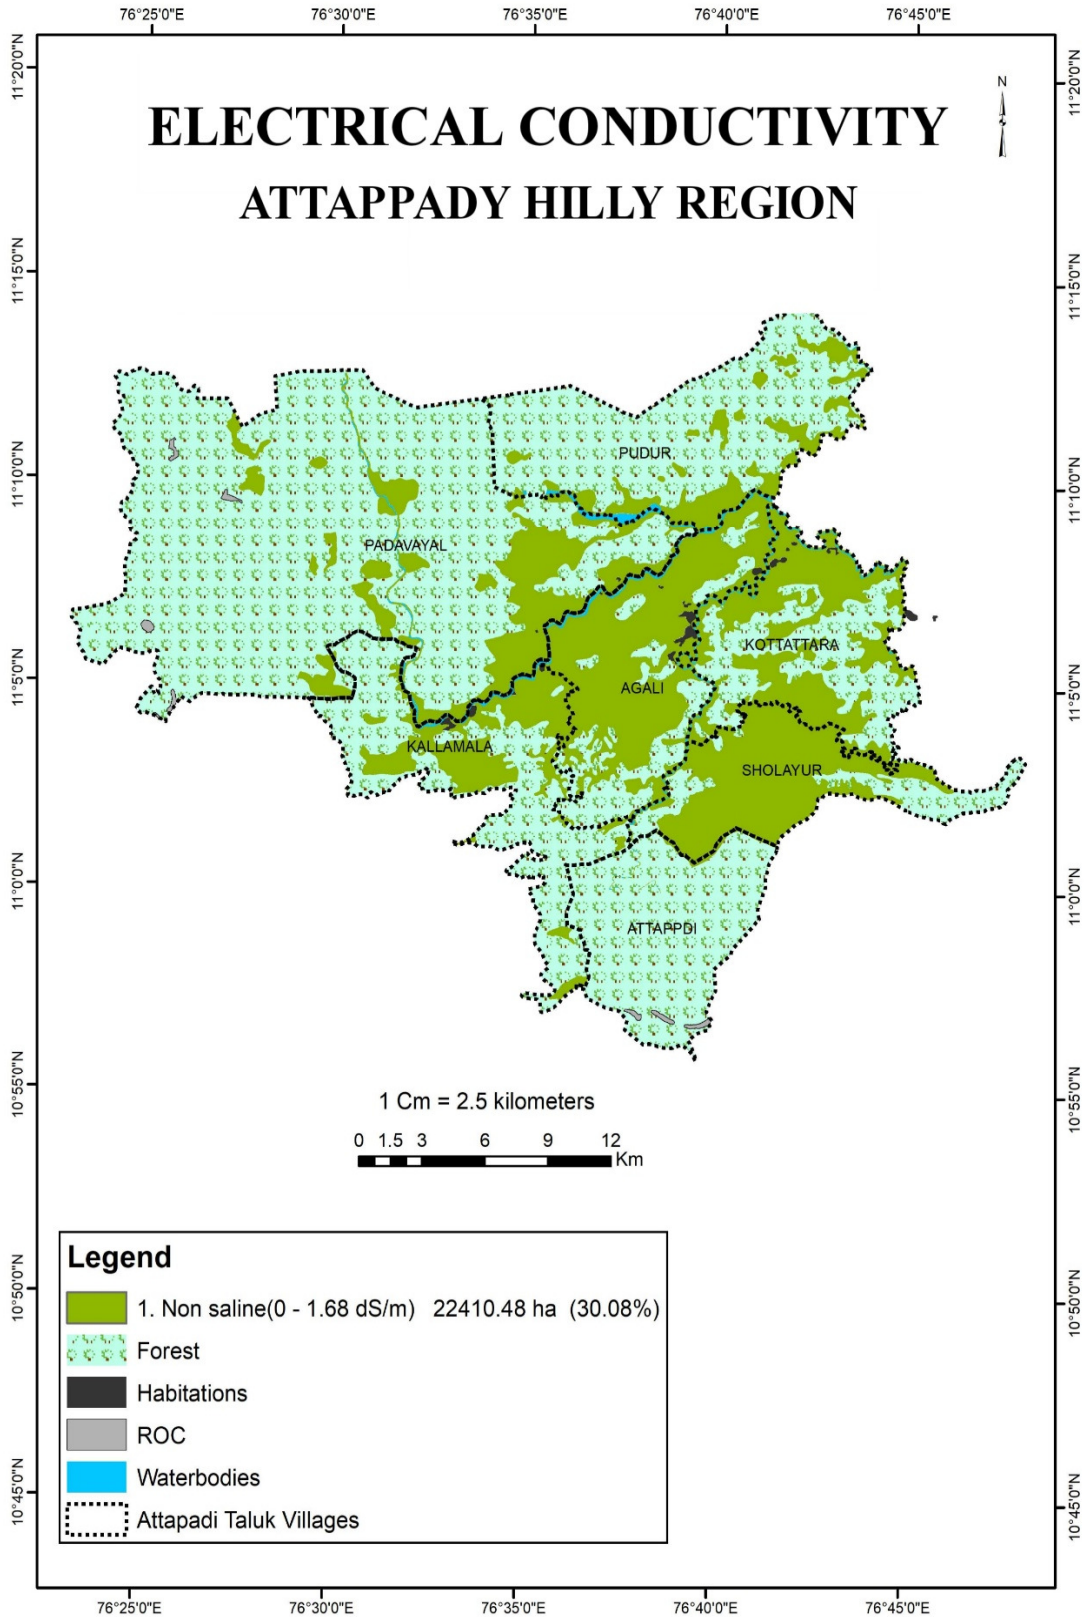 76°25'0"E 76°30'0"E 76°35'0"E 76°40'0"E 76°45'0"E
11°20'0"N 11°20'0"N
N
ELECTRICAL CONDUCTIVITY
ATTAPPADY HILLY REGION
11°15'0"N 11°15'0"N
PUDUR
11°10'0"N 11°10'0"N
PADAVAYAL
KOTTATTARA
11°5'0"N 11°5'0"N
AGALI
KALLAMALA
SHOLAYUR
11°0'0"N 11°0'0"N
ATTAPPDI
10°55'0"N 10°55'0"N
1 Cm = 2.5 kilometers
0 1.5 3 6 9 12
Km
Legend
1. Non saline(0 - 1.68 dS/m) 22410.48 ha (30.08%)
10°50'0"N 10°50'0"N
Forest
Habitations
ROC
Waterbodies
10°45'0"N 10°45'0"N
Attapadi Taluk Villages
76°25'0"E 76°30'0"E 76°35'0"E 76°40'0"E 76°45'0"E